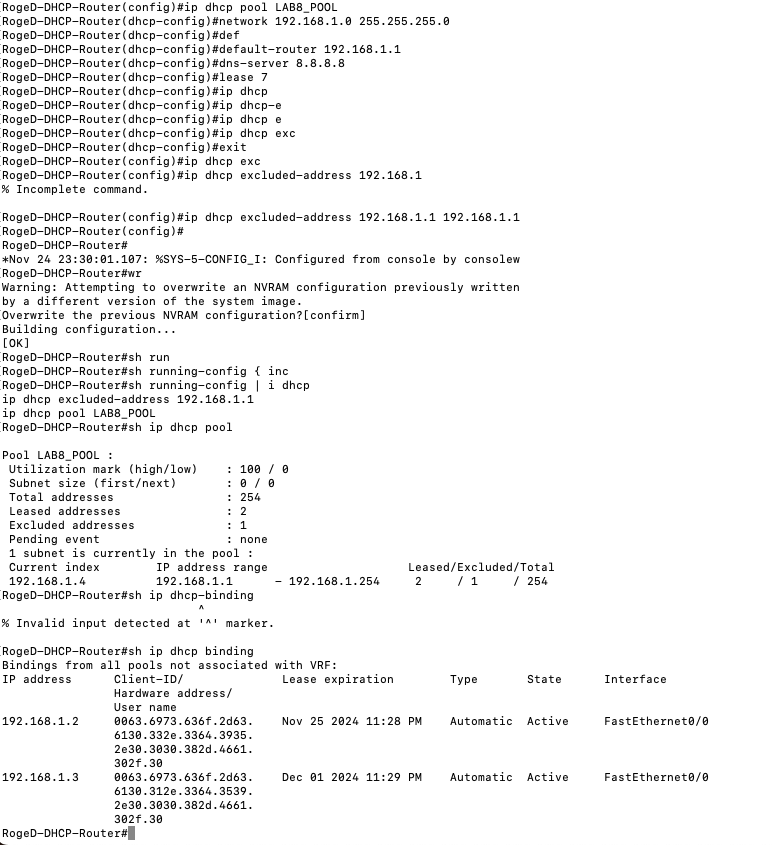 RogeD-DHCP-Router(config)#ip dhcp pool LAB8_POOL
RogeD-DHCP-Router(dhcp-config)#network 192.168.1.0 255.255.255.0
RogeD-DHCP-Router(dhcp-config)#def
RogeD-DHCP-Router(dhcp-config)#default-router 192.168.1.1
RogeD-DHCP-Router(dhcp-config)#dns-server 8.8.8.8
RogeD-DHCP-Router(dhcp-config)#lease 7
RogeD-DHCP-Router(dhcp-config)#ip dhcp
RogeD-DHCP-Router(dhcp-config)#ip dhcp-e
RogeD-DHCP-Router(dhcp-config)#ip dhcp e
RogeD-DHCP-Router(dhcp-config)#ip dhcp exc
RogeD-DHCP-Router(dhcp-config)#exit
RogeD-DHCP-Router(config)#ip dhcp exc
RogeD-DHCP-Router(config)#ip dhcp excluded-address 192.168.1
% Incomplete command.
RogeD-DHCP-Router(config)#ip dhcp excluded-address 192.168.1.1 192.168.1.1
RogeD-DHCP-Router(config)#
RogeD-DHCP-Router#
*Nov 24 23:30:01.107: %SYS-5-CONFIG_I: Configured from console by consolew
RogeD-DHCP-Router#wr
Warning: Attempting to overwrite an NVRAM configuration previously written
by a different version of the system image.
Overwrite the previous NVRAM configuration?[confirm]
Building configuration...
[OK]
RogeD-DHCP-Router#sh run
RogeD-DHCP-Router#sh running-config { inc
RogeD-DHCP-Router#sh running-config | i dhcp
ip dhcp excluded-address 192.168.1.1
ip dhcp pool LAB8_POOL
RogeD-DHCP-Router#sh ip dhcp pool
Pool LAB8_POOL :
Utilization mark (high/low) : 100 / 0
Subnet size (first/next) : 0 / 0
Total addresses : 254
Leased addresses : 2
Excluded addresses : 1
Pending event : none
1 subnet is currently in the pool :
Current index IP address range Leased/Excluded/Total
192.168.1.4 192.168.1.1 - 192.168.1.254 2 / 1 / 254
RogeD-DHCP-Router#sh ip dhcp-binding
^
% Invalid input detected at '^' marker.
RogeD-DHCP-Router#sh ip dhcp binding
Bindings from all pools not associated with VRF:
IP address Client-ID/ Lease expiration Type State Interface
Hardware address/
User name
192.168.1.2 0063.6973.636f.2d63. Nov 25 2024 11:28 PM Automatic Active FastEthernet0/0
6130.332e.3364.3935.
2e30.3030.382d.4661.
302f.30
192.168.1.3 0063.6973.636f.2d63. Dec 01 2024 11:29 PM Automatic Active FastEthernet0/0
6130.312e.3364.3539.
2e30.3030.382d.4661.
302f.30
RogeD-DHCP-Router#